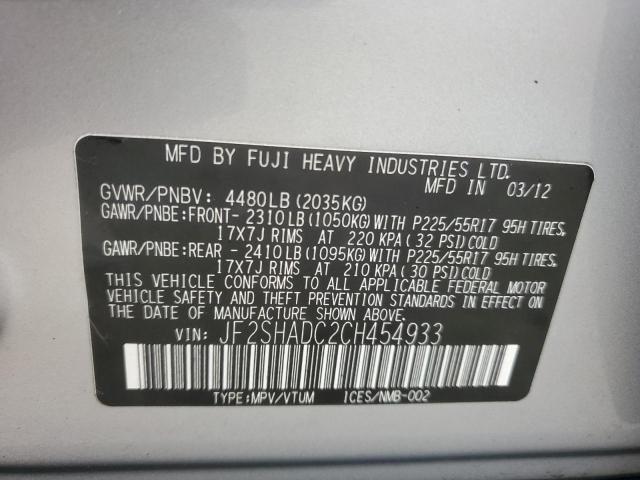 MFD BY FUJI HEAVY INDUSTRIES LTD.
MFD IN 03/12
GVWR/PNBV: 4480LB(2035KG)
GAWR/PNBE:FRONT- 2310LB(1050KG)WITH P225/55R17 95H TIRES,
17X7J RIMS AT 220 KPA(32 PSI)COLD
GAWR/PNBE:REAR - 2410LB(1095KG)WITH P225/55R17 95H TIRES,
17X7J RIMS AT 210 KPA(30 PSI)COLD
THIS VEHICLE CONFORMS TO ALL APPLICABLE FEDERAL MOTOR
VEHICLE SAFETY AND THEFT PREVENTION STANDARDS IN EFFECT ON
THE DATE OF MANUFACTURE SHOWN ABOVE.
VIN: JF2SHADC2CH454933
TYPE:MPV/VTUM ICES/NMB-002